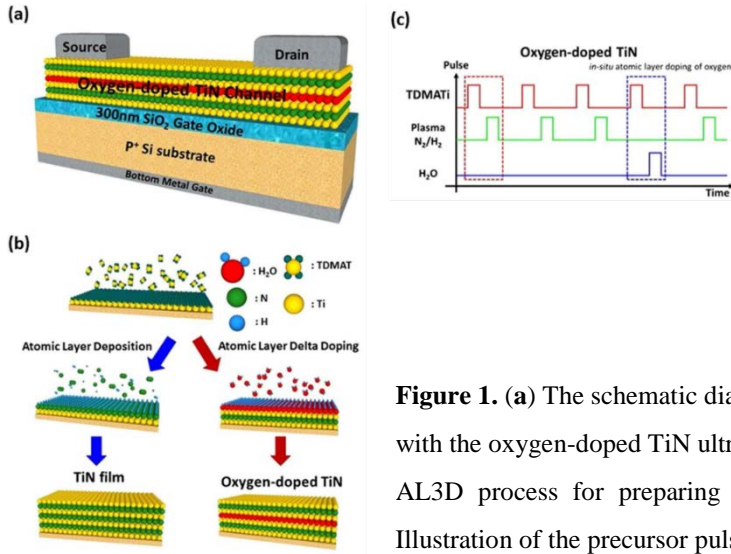 (a)
Source
Drain
Oxygen-doped TiN Channel
300nm SiO₂ Gate Oxide
P⁺ Si substrate
Bottom Metal Gate
(b)
: H₂O
: TDMAT
: N
: Ti
: H
Atomic Layer Deposition
Atomic Layer Delta Doping
TiN film
Oxygen-doped TiN
(c)
Oxygen-doped TiN
Pulse
in-situ atomic layer doping of oxygen
TDMATi
Plasma
N₂/H₂
H₂O
Time
Figure 1. (a) The schematic dia
with the oxygen-doped TiN ultr
AL3D process for preparing
Illustration of the precursor puls